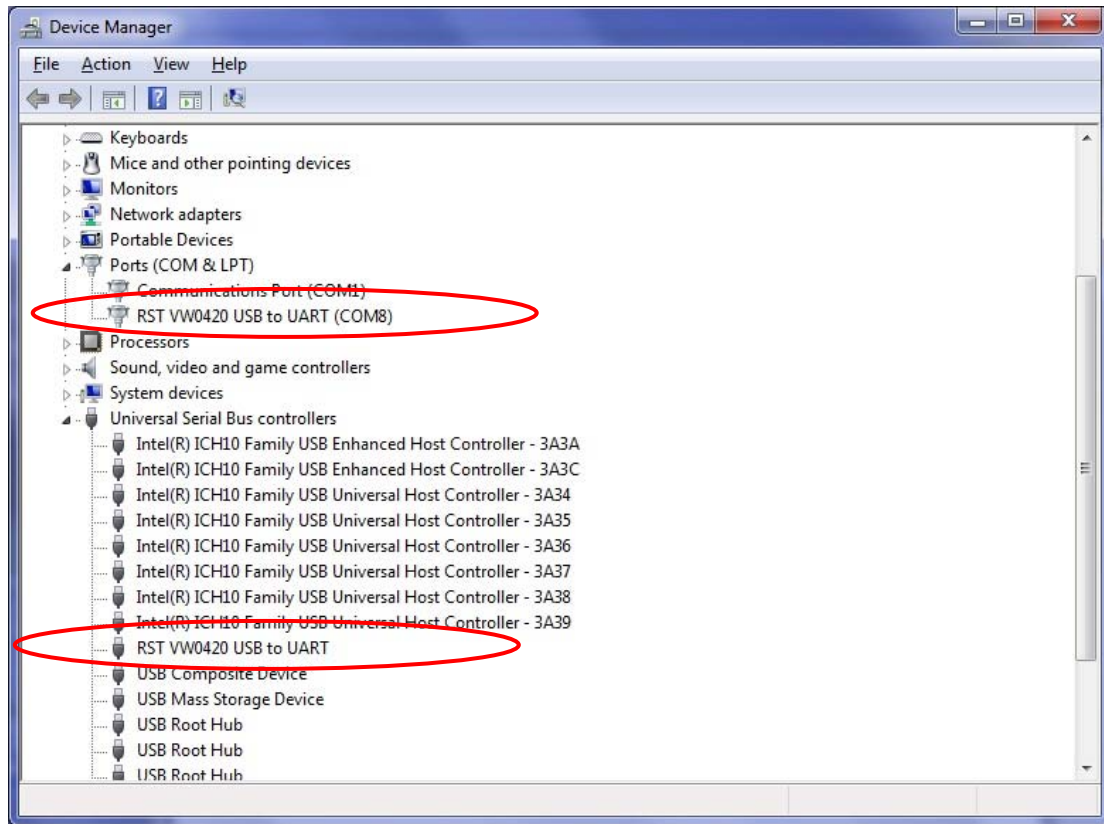 Device Manager
File Action View Help
Keyboards
Mice and other pointing devices
Monitors
Network adapters
Portable Devices
Ports (COM & LPT)
Communications Port (COM1)
RST VW0420 USB to UART (COM8)
Processors
Sound, video and game controllers
System devices
Universal Serial Bus controllers
Intel(R) ICH10 Family USB Enhanced Host Controller - 3A3A
Intel(R) ICH10 Family USB Enhanced Host Controller - 3A3C
Intel(R) ICH10 Family USB Universal Host Controller - 3A34
Intel(R) ICH10 Family USB Universal Host Controller - 3A35
Intel(R) ICH10 Family USB Universal Host Controller - 3A36
Intel(R) ICH10 Family USB Universal Host Controller - 3A37
Intel(R) ICH10 Family USB Universal Host Controller - 3A38
Intel(R) ICH10 Family USB Universal Host Controller - 3A39
RST VW0420 USB to UART
USB Composite Device
USB Mass Storage Device
USB Root Hub
USB Root Hub
USB Root Hub